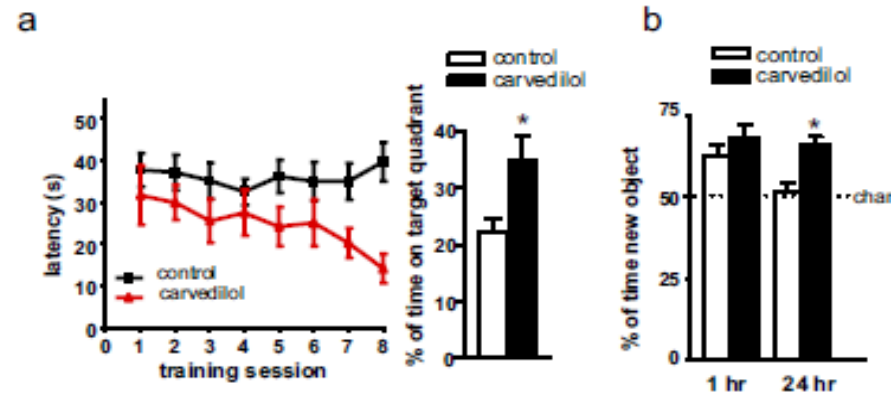 a
latency (s)
50
40
30
20
10
0
control
carvedilol
0 1 2 3 4 5 6 7 8
training session
control
carvedilol
% of time on target quadrant
40
30
20
10
0
*
b
control
carvedilol
% of time new object
75
50
25
0
*
char
1 hr 24 hr